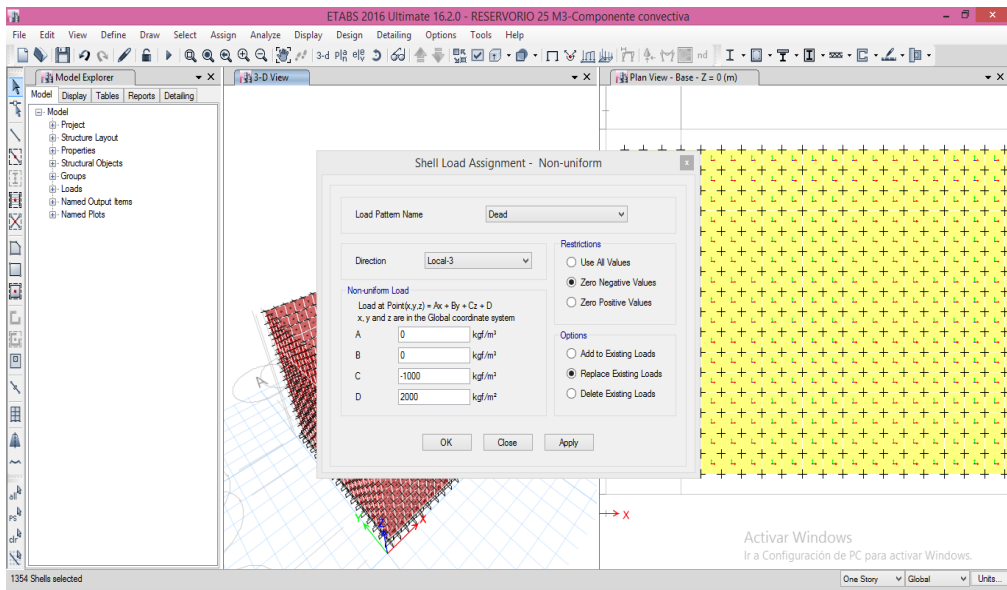 ETABS 2016 Ultimate 16.2.0 - RESERVORIO 25 M3-Componente convectiva
File Edit View Define Draw Select Assign Analyze Display Design Detailing Options Tools Help
3-d nd
Model Explorer
Model Display Tables Reports Detailing
Model
Project
Structure Layout
Properties
Structural Objects
Groups
Loads
Named Output Items
Named Plots
all
PS
clr
3-D View
A
Y Z X
Plan View - Base - Z = 0 (m)
X
Shell Load Assignment - Non-uniform
Load Pattern Name Dead
Direction Local-3
Non-uniform Load
Load at Point(x,y,z) = Ax + By + Cz + D
x, y and z are in the Global coordinate system
A 0 kgf/m³
B 0 kgf/m³
C -1000 kgf/m³
D 2000 kgf/m²
Restrictions
Use All Values
Zero Negative Values
Zero Positive Values
Options
Add to Existing Loads
Replace Existing Loads
Delete Existing Loads
OK Close Apply
Activar Windows
Ir a Configuración de PC para activar Windows.
1354 Shells selected
One Story Global Units...